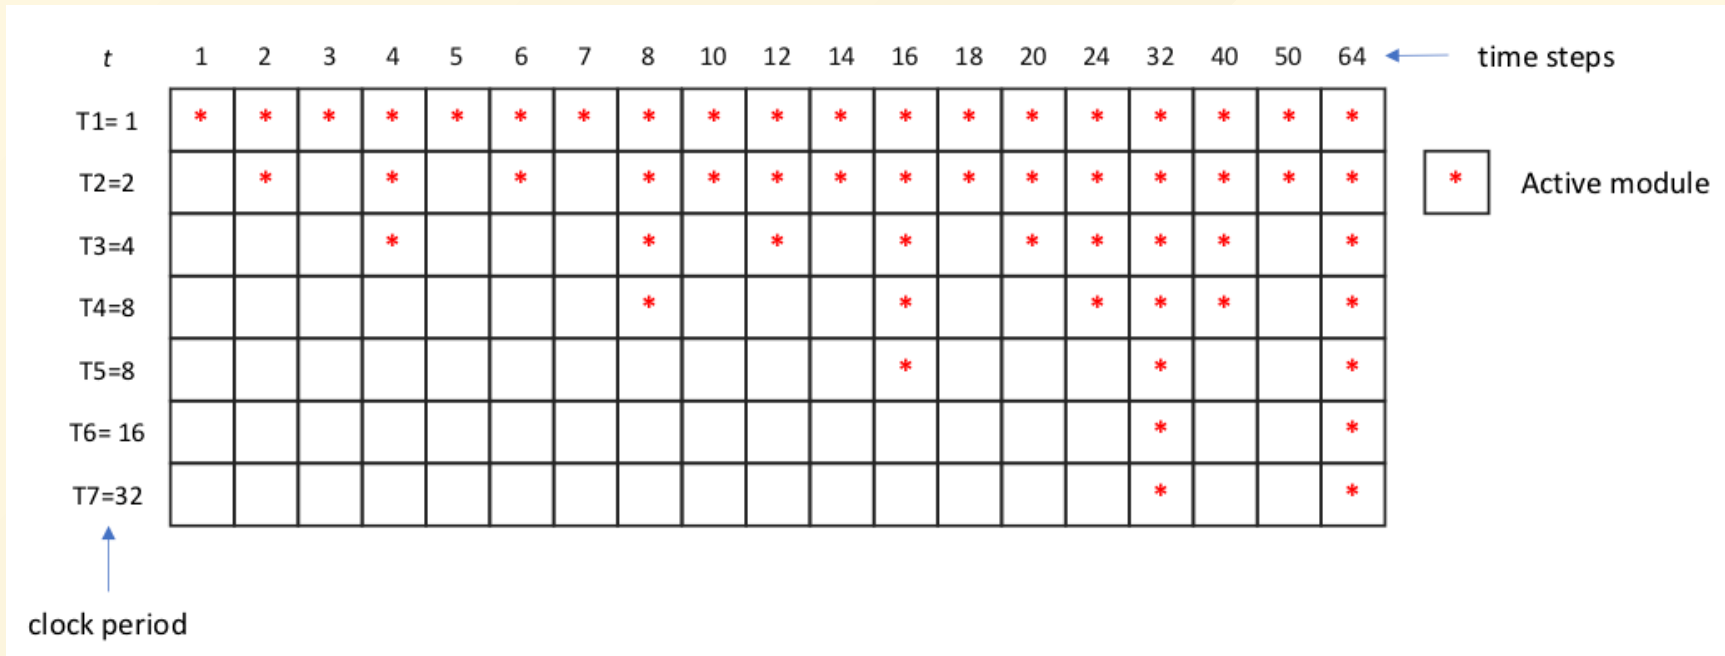 t 1 2 3 4 5 6 7 8 10 12 14 16 18 20 24 32 40 50 64 time steps
T1= 1 * * * * * * * * * * * * * * * * * * *
T2=2 * * * * * * * * * * * * * * *
T3=4 * * * * * * * * *
T4=8 * * * * * *
T5=8 * * *
T6= 16 * *
T7=32 * *
* Active module
clock period